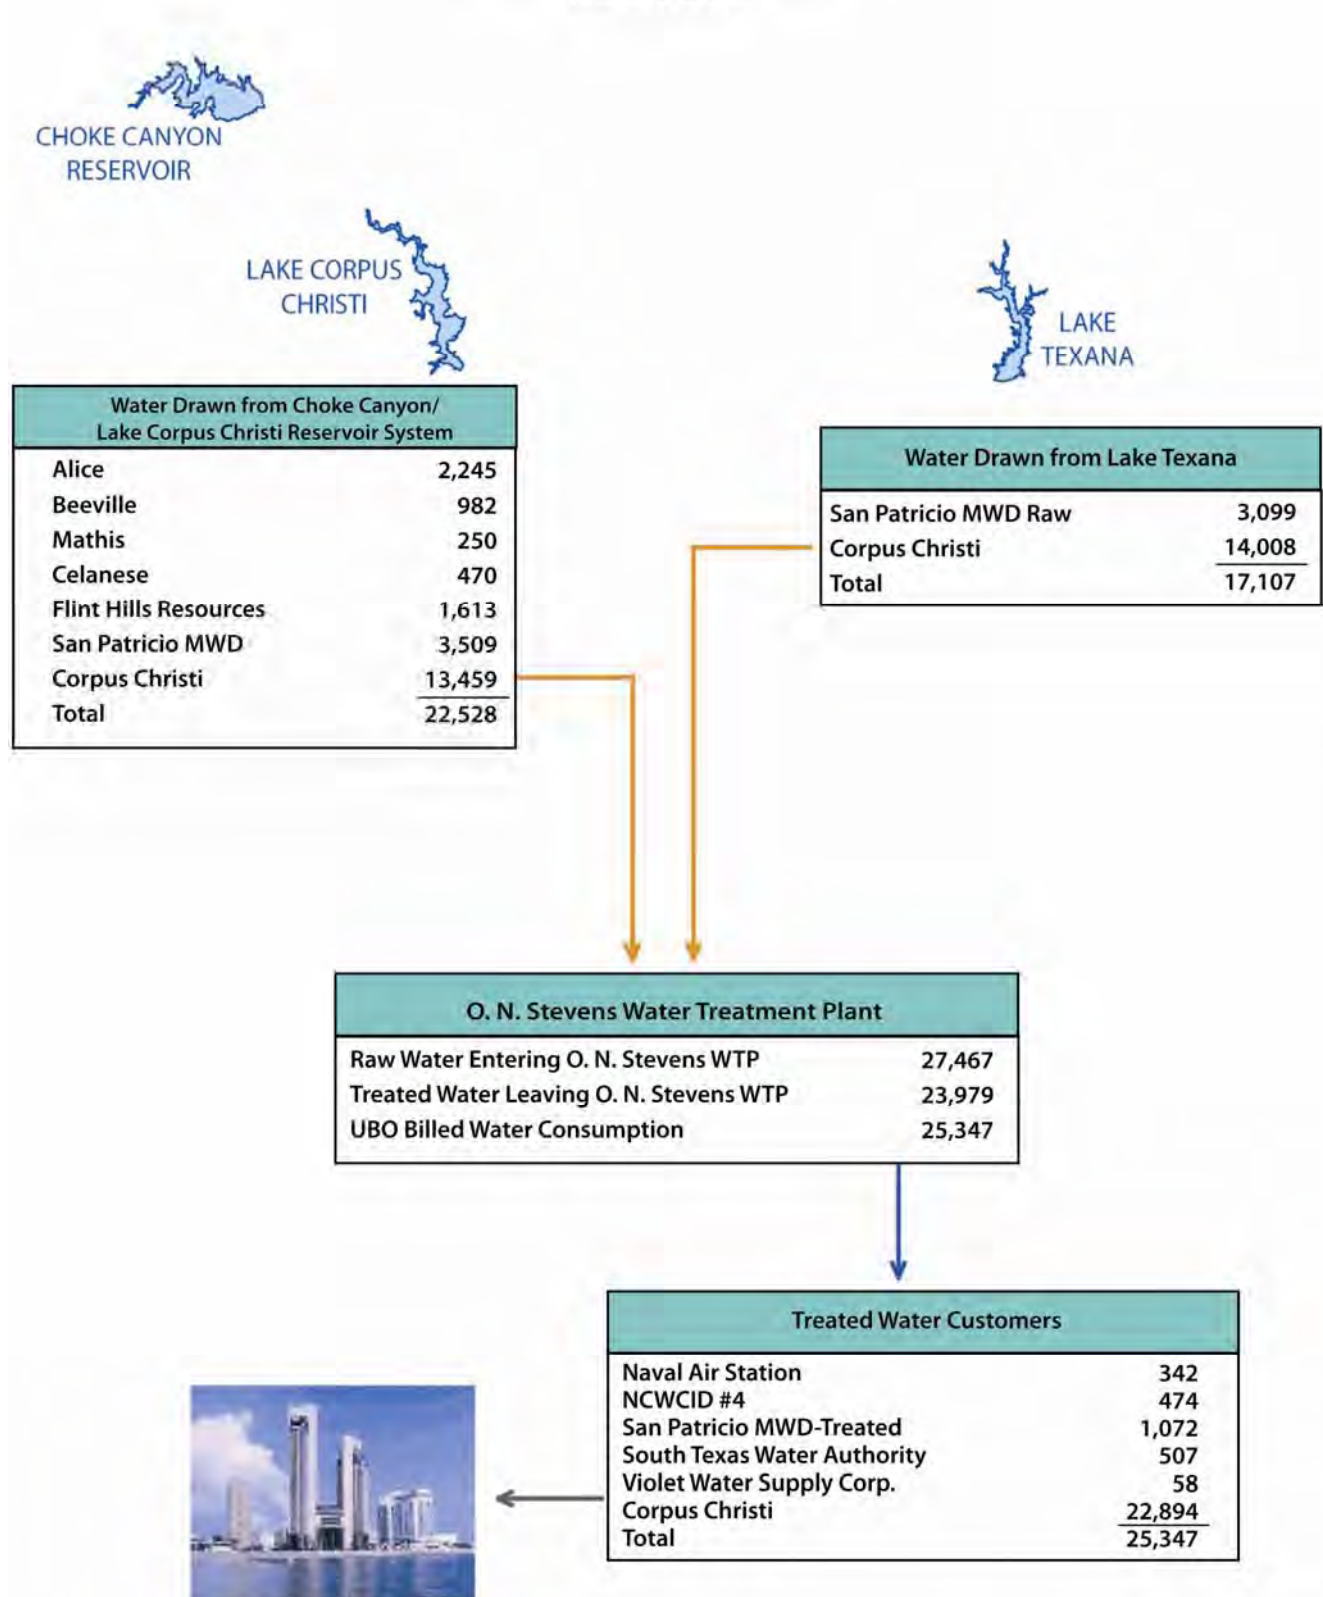 CHOKE CANYON
RESERVOIR
LAKE CORPUS
CHRISTI
LAKE
TEXANA
Water Drawn from Choke Canyon/
Lake Corpus Christi Reservoir System
Alice 2,245
Beeville 982
Mathis 250
Celanese 470
Flint Hills Resources 1,613
San Patricio MWD 3,509
Corpus Christi 13,459
Total 22,528
Water Drawn from Lake Texana
San Patricio MWD Raw 3,099
Corpus Christi 14,008
Total 17,107
O. N. Stevens Water Treatment Plant
Raw Water Entering O. N. Stevens WTP 27,467
Treated Water Leaving O. N. Stevens WTP 23,979
UBO Billed Water Consumption 25,347
Treated Water Customers
Naval Air Station 342
NCWCID #4 474
San Patricio MWD-Treated 1,072
South Texas Water Authority 507
Violet Water Supply Corp. 58
Corpus Christi 22,894
Total 25,347